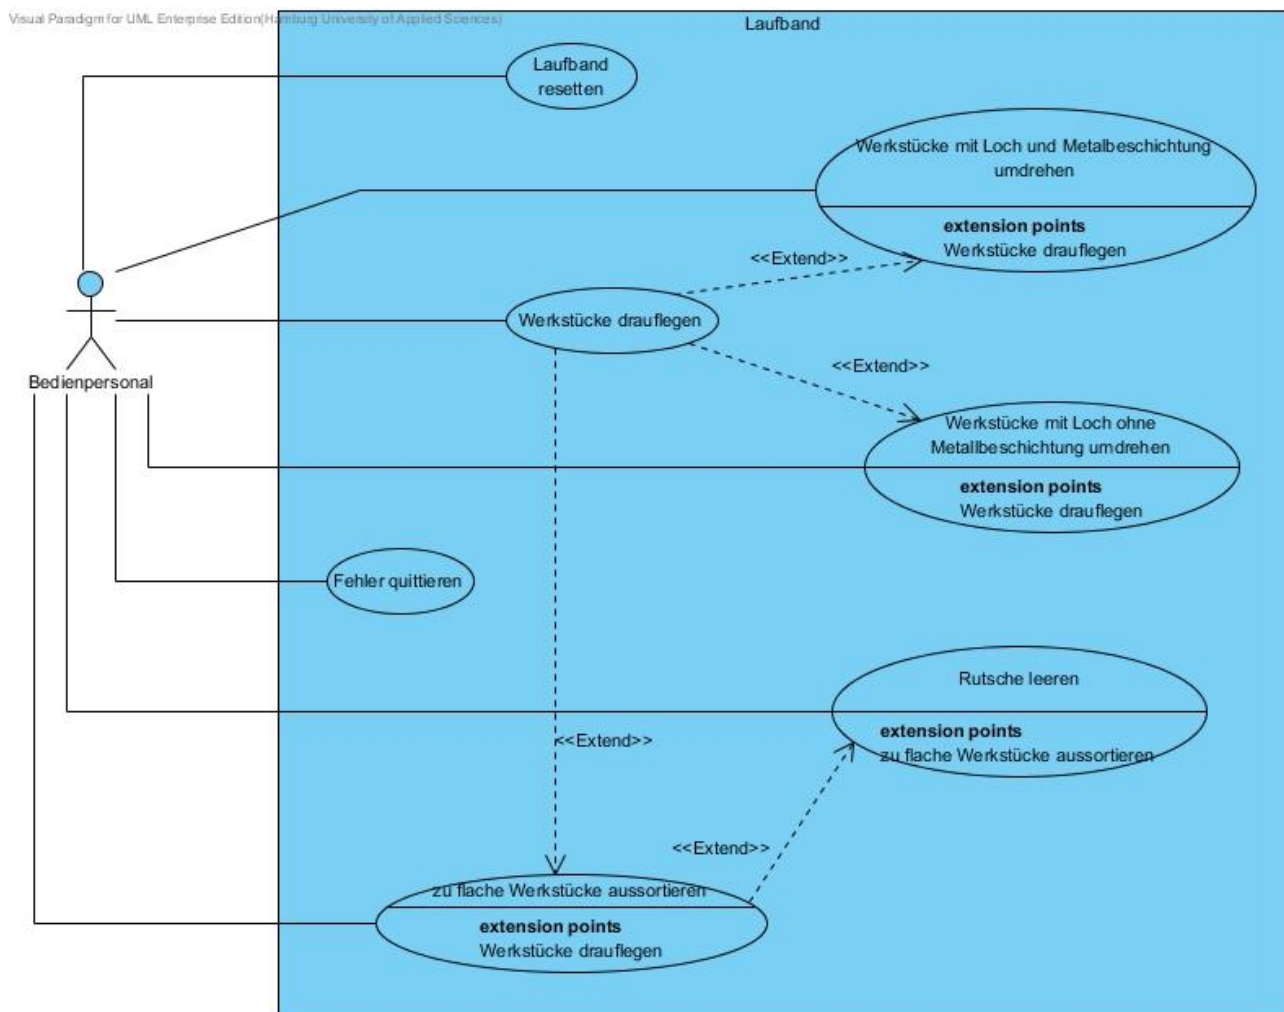 Visual Paradigm for UML Enterprise Edition(Hamburg University of Applied Sciences)
Laufband
Laufband
resetten
Werkstücke mit Loch und Metalbeschichtung
umdrehen
extension points
Werkstücke drauflegen
<<Extend>>
Werkstücke drauflegen
<<Extend>>
Bedienpersonal
Werkstücke mit Loch ohne
Metallbeschichtung umdrehen
extension points
Werkstücke drauflegen
Fehler quittieren
Rutsche leeren
extension points
zu flache Werkstücke aussortieren
<<Extend>>
<<Extend>>
zu flache Werkstücke aussortieren
extension points
Werkstücke drauflegen